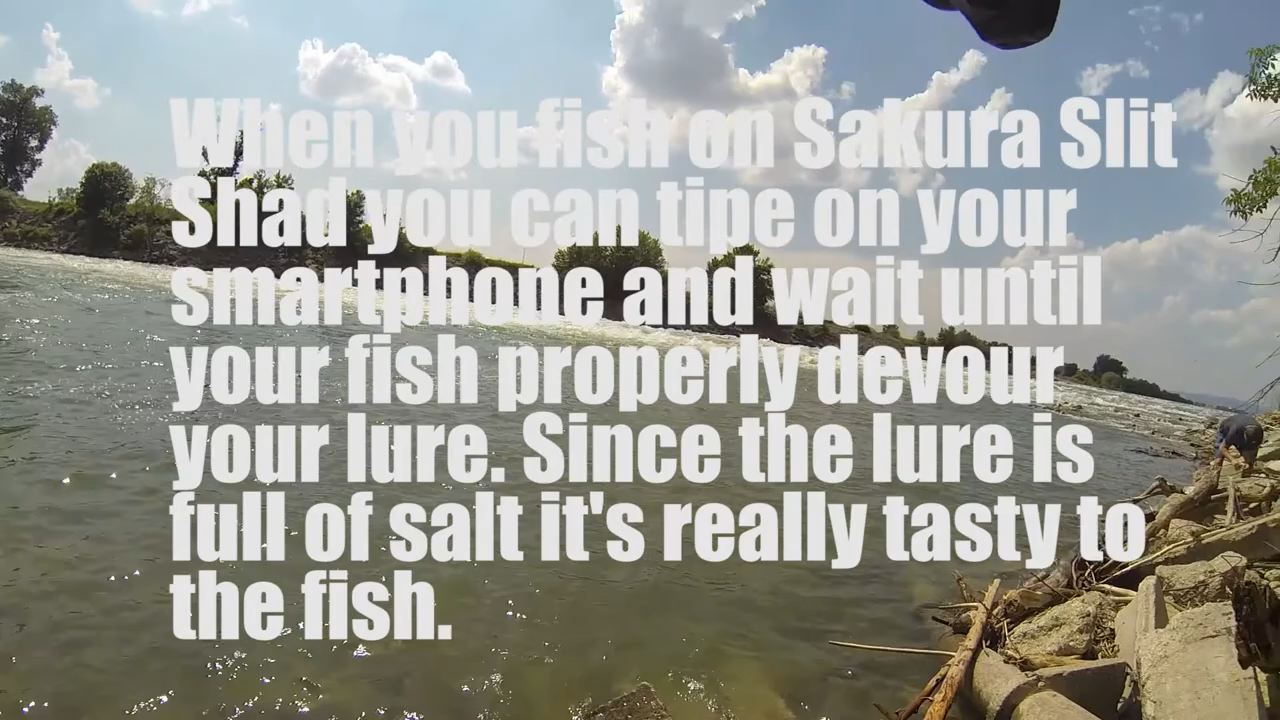 When you fish on Sakura Slit
Shad you can tipe on your
smartphone and wait until
your fish properly devour
your lure. Since the lure is
full of salt it's really tasty to
the fish.